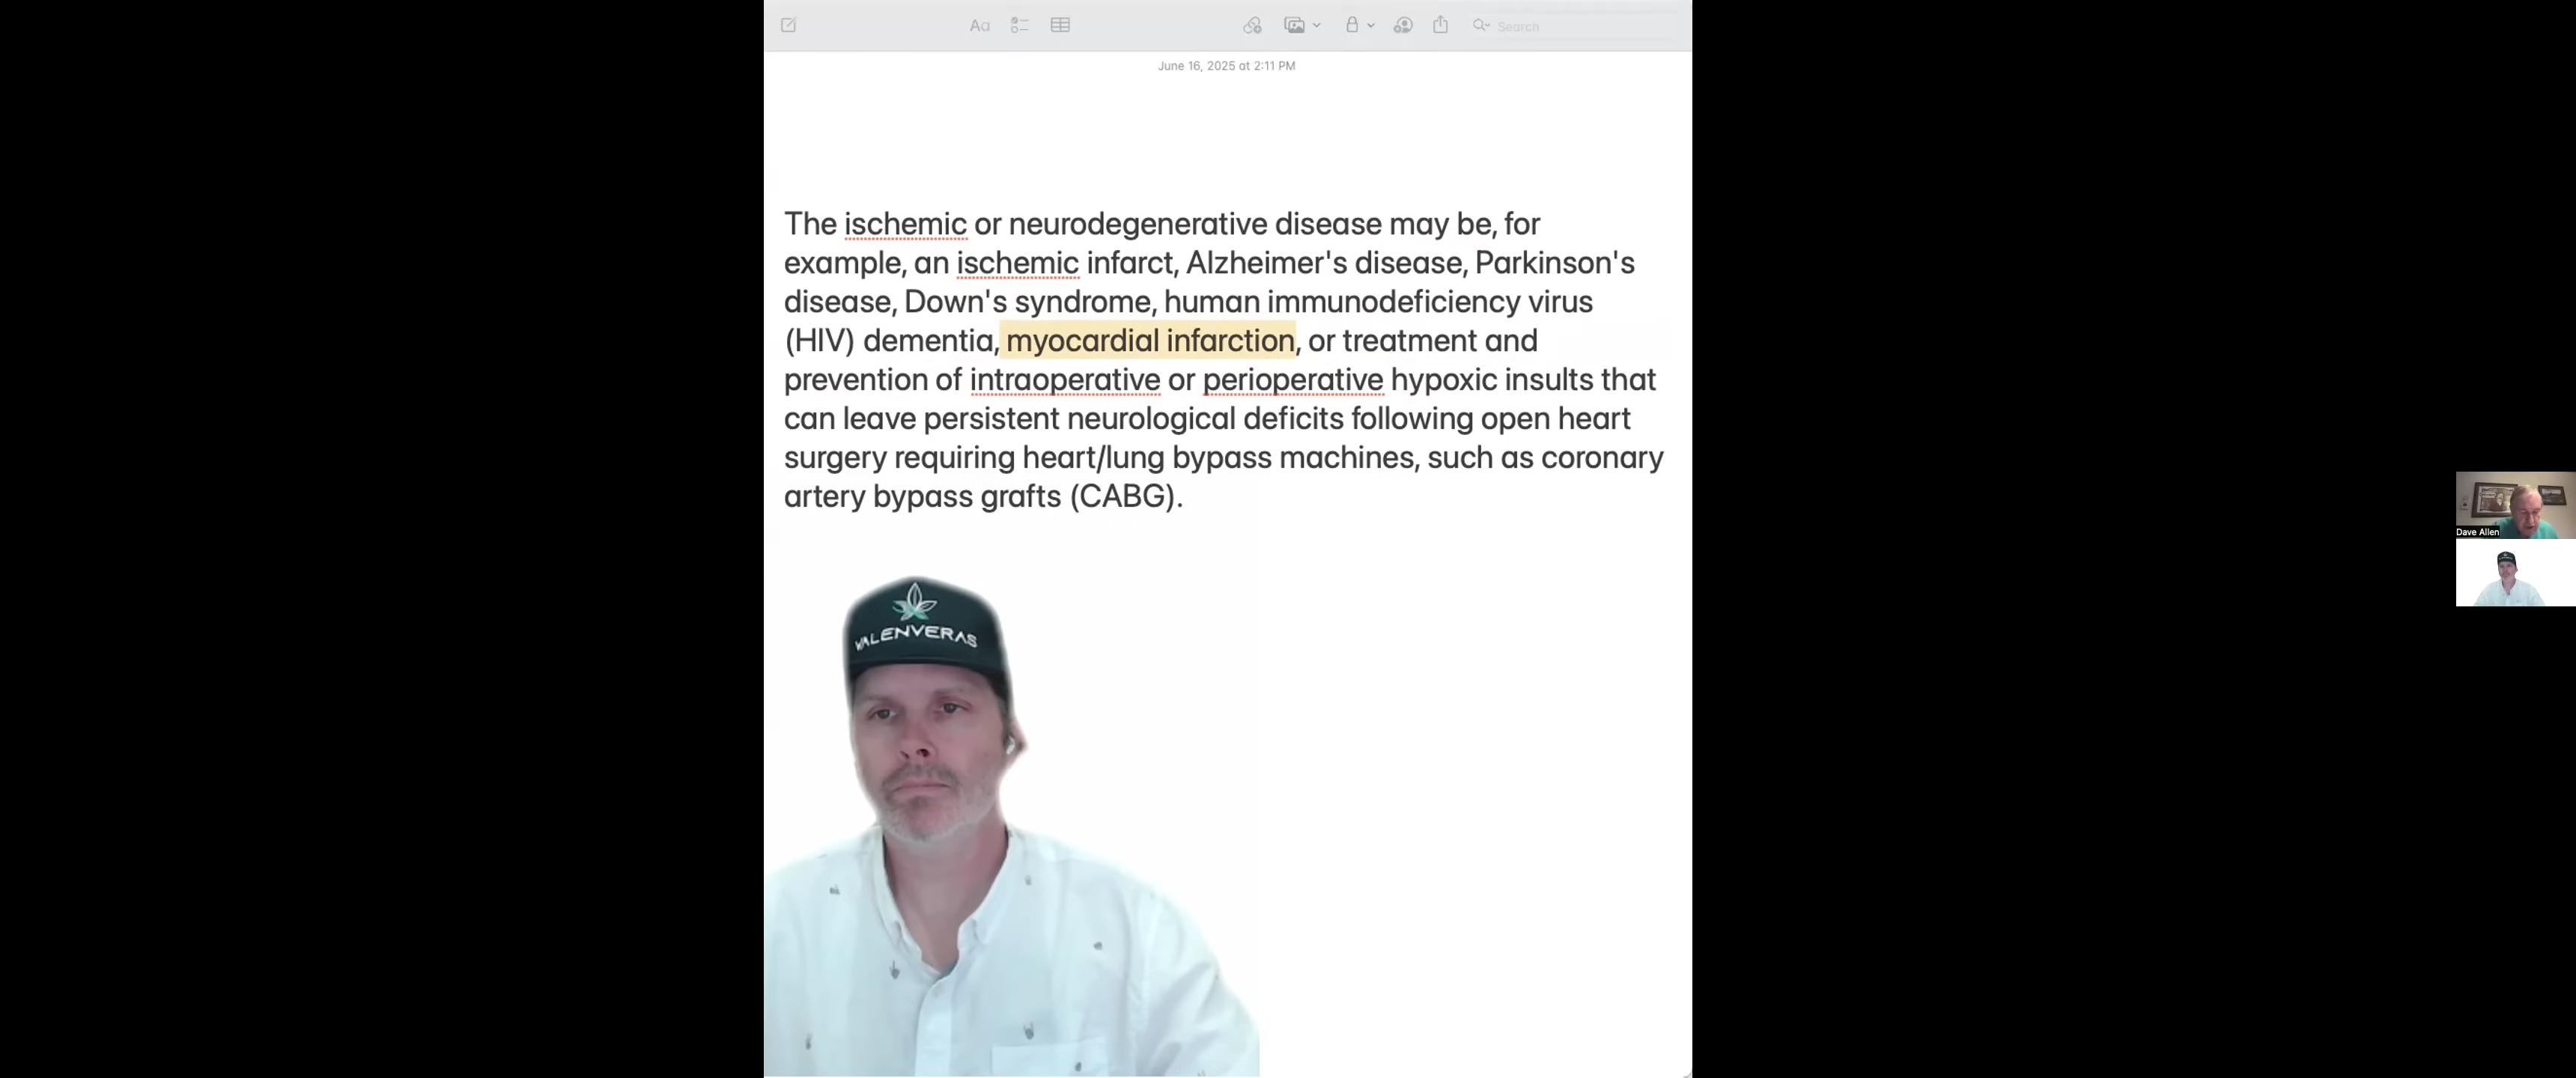 Aa
Search
June 16, 2025 at 2:11 PM
The ischemic or neurodegenerative disease may be, for
example, an ischemic infarct, Alzheimer's disease, Parkinson's
disease, Down's syndrome, human immunodeficiency virus
(HIV) dementia, myocardial infarction, or treatment and
prevention of intraoperative or perioperative hypoxic insults that
can leave persistent neurological deficits following open heart
surgery requiring heart/lung bypass machines, such as coronary
artery bypass grafts (CABG).
VALENVERAS
Dave Allen